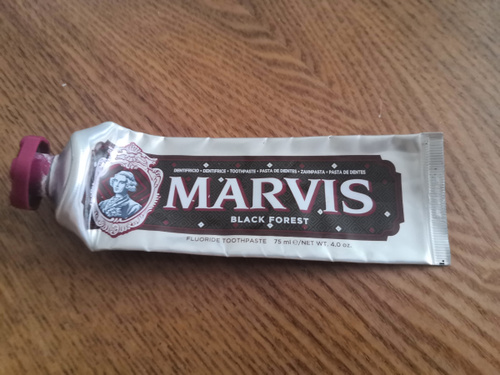 DENTIFRICIO • DENTIFRICE • TOOTHPASTE • PASTA DE DIENTES • ZAHNPASTA • PASTA DE DENTES
MARVIS
BLACK FOREST
FLUORIDE TOOTHPASTE 75 ml ℮/NET WT. 4,0 oz.